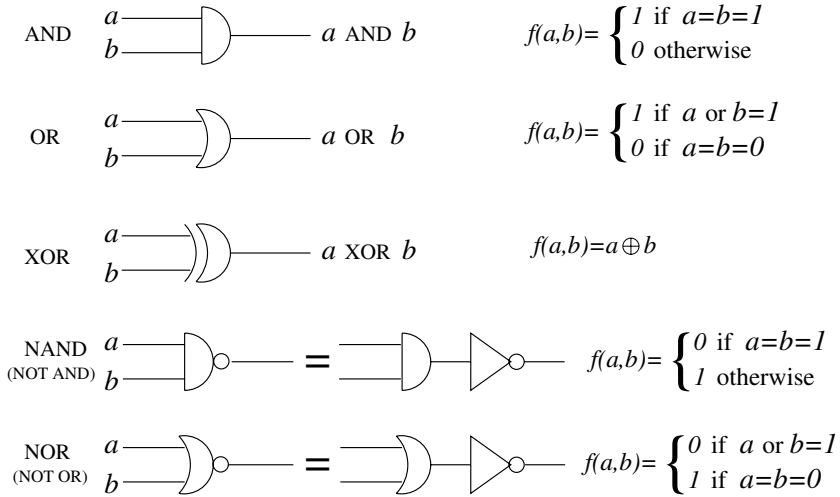 AND a b a AND b f(a,b)= { 1 if a=b=1
0 otherwise
OR a b a OR b f(a,b)= { 1 if a or b=1
0 if a=b=0
XOR a b a XOR b f(a,b)=a⊕b
NAND (NOT AND) a b = f(a,b)= { 0 if a=b=1
1 otherwise
NOR (NOT OR) a b = f(a,b)= { 0 if a or b=1
1 if a=b=0